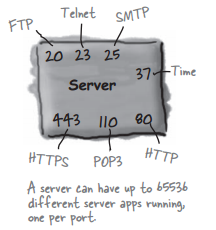 FTP
Telnet
SMTP
20 23 25
37 Time
Server
443 110 80
HTTPS POP3 HTTP
A server can have up to 65536
different server apps running,
one per port.